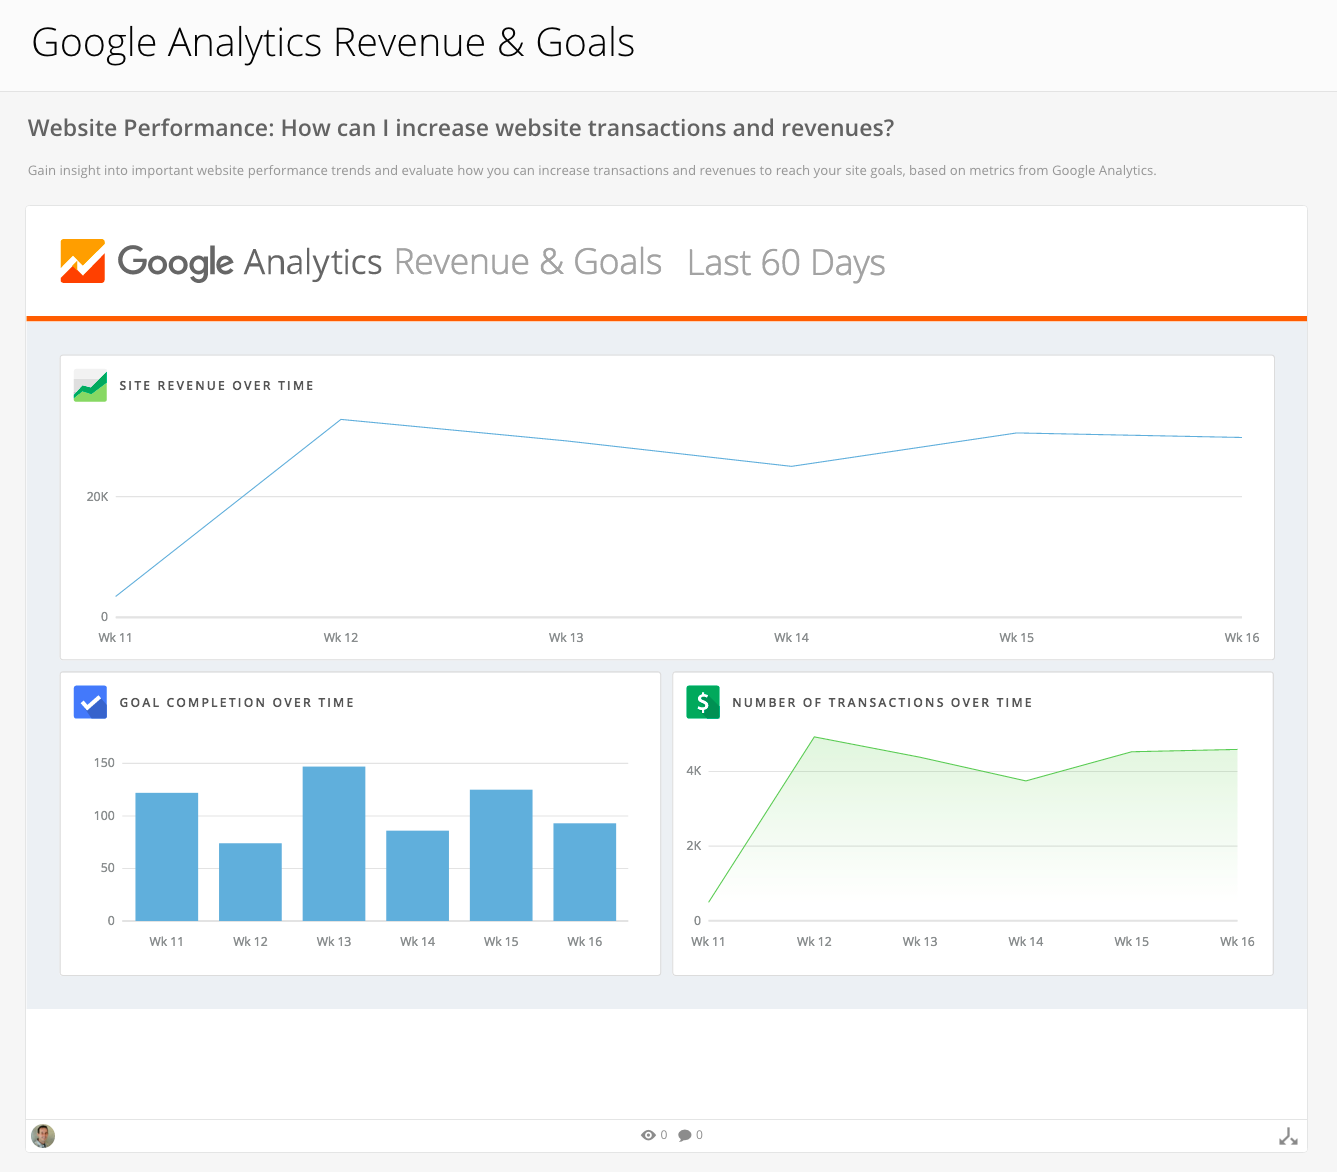 Google Analytics Revenue & Goals
Website Performance: How can I increase website transactions and revenues?
Gain insight into important website performance trends and evaluate how you can increase transactions and revenues to reach your site goals, based on metrics from Google Analytics.
Google Analytics Revenue & Goals Last 60 Days
SITE REVENUE OVER TIME
20K
0
Wk 11 Wk 12 Wk 13 Wk 14 Wk 15 Wk 16
GOAL COMPLETION OVER TIME
150
100
50
0
Wk 11 Wk 12 Wk 13 Wk 14 Wk 15 Wk 16
$ NUMBER OF TRANSACTIONS OVER TIME
4K
2K
0
Wk 11 Wk 12 Wk 13 Wk 14 Wk 15 Wk 16
0 0